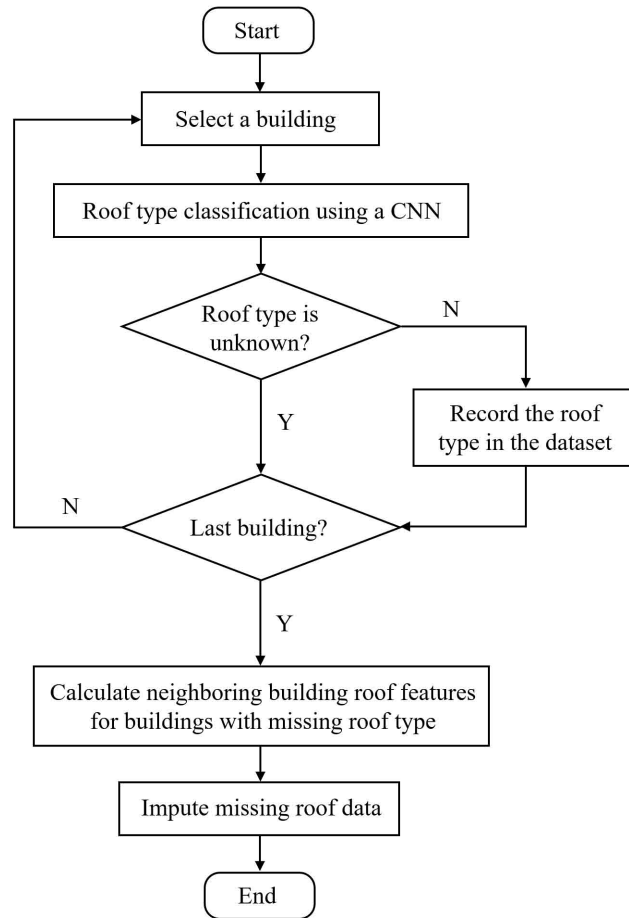 Start
Select a building
Roof type classification using a CNN
Roof type is
unknown?
N
Record the roof
type in the dataset
Y
N
Last building?
Y
Calculate neighboring building roof features
for buildings with missing roof type
Impute missing roof data
End